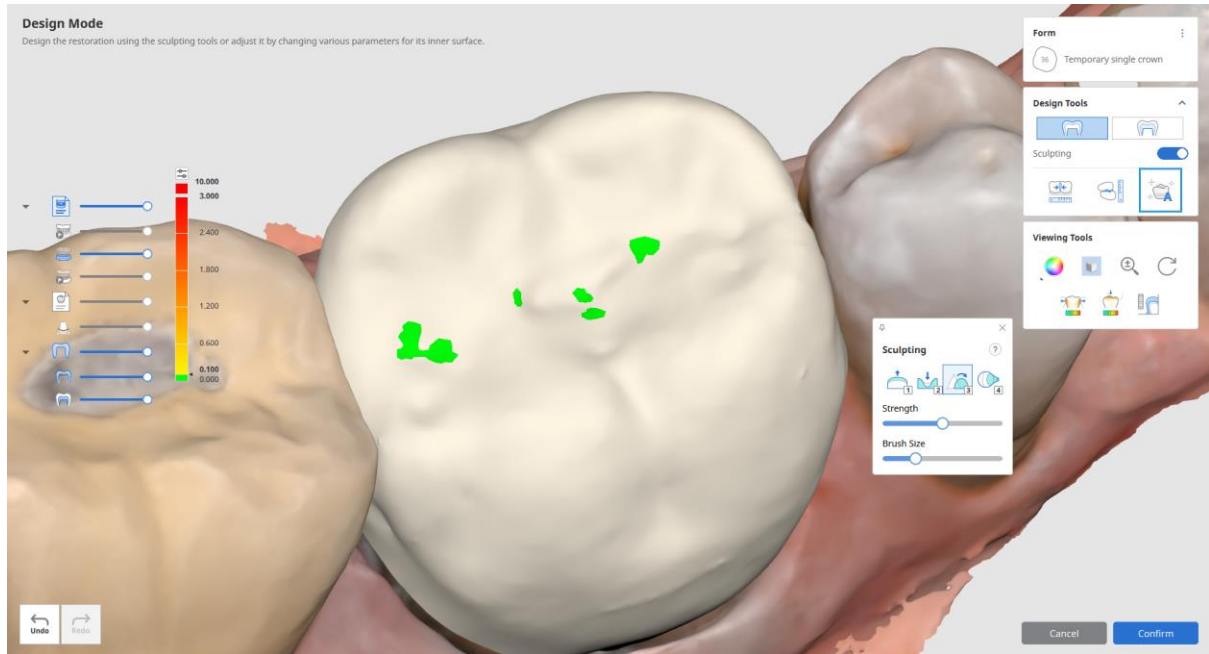 Design Mode
Design the restoration using the sculpting tools or adjust it by changing various parameters for its inner surface.
Form
36
Temporary single crown
Design Tools
Sculpting
A
Viewing Tools
10.000
3.000
2.400
1.800
1.200
0.600
0.100
0.000
Sculpting
?
1 2 3 4
Strength
Brush Size
Undo
Redo
Cancel
Confirm